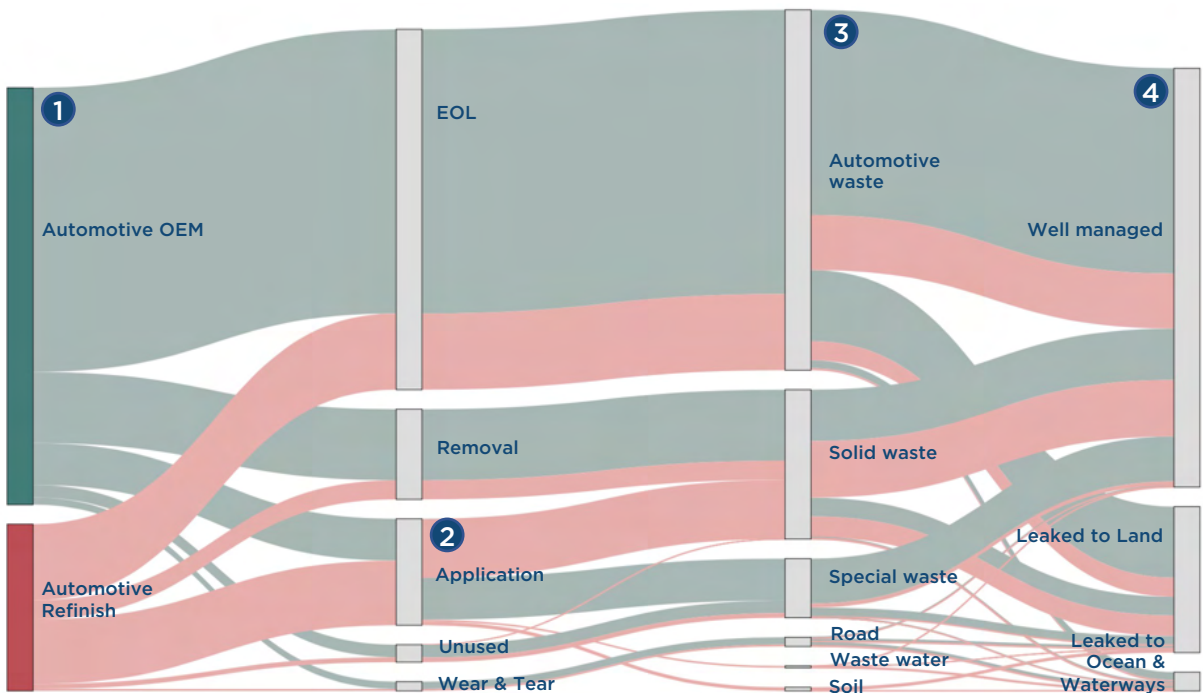 1
Automotive OEM
Automotive
Refinish
EOL
Removal
2
Application
Unused
Wear & Tear
3
Automotive
waste
Solid waste
Special waste
Road
Waste water
Soil
4
Well managed
Leaked to Land
Leaked to
Ocean &
Waterways